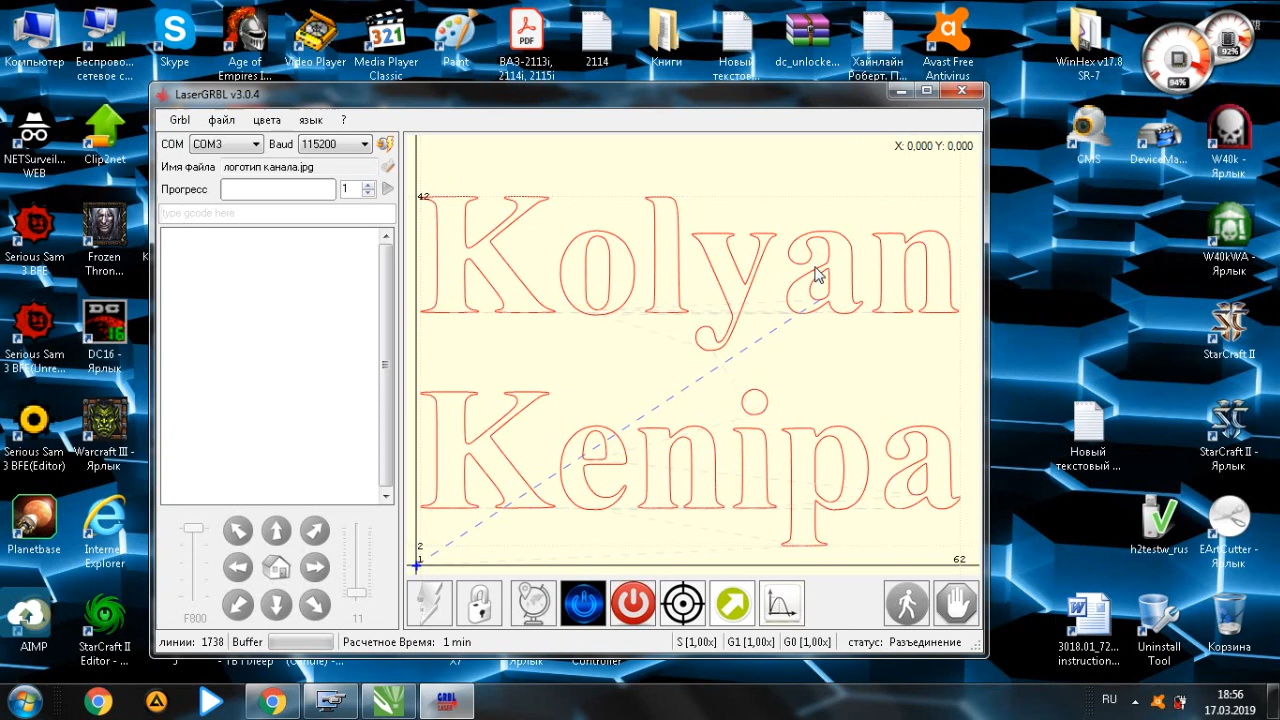 Компьютер
Беспрово...
сетевое с...
Skype
Age of
Empires I...
Video Player
Media Player
Classic
Paint
PDF
ВАЗ-2113i,
2114i, 2115i
2114
Книги
Новый
текстов...
dc_unlocke...
Хайнлайн
Роберт. П...
Avast Free
Antivirus
WinHex v17.8
SR-7
94%
92%
NETSurveil...
WEB
Clip2net
CMS
DeviceMa...
W40k -
Ярлык
Serious Sam
3 BFE
Frozen
Thron...
W40kWA -
Ярлык
Serious Sam
3 BFE(Unre...
DC16 -
Ярлык
StarCraft II
Serious Sam
3 BFE(Editor)
Warcraft III -
Ярлык
Новый
текстовый ...
StarCraft II -
Ярлык
Planetbase
Internet
Explorer
h2testw_rus
EArtCutter -
Ярлык
AIMP
StarCraft II
Editor - ...
3018.01_72...
instruction...
Uninstall
Tool
Корзина
LaserGRBL v3.0.4
Grbl файл цвета язык ?
COM COM3 Baud 115200
Имя файла логотип канала.jpg
Прогресс 1
type gcode here
X: 0,000 Y: 0,000
42
Kolyan
Kenipa
2
1 62
F800 11
линии: 1738 Buffer Расчетное Время: 1 min S [1,00x] G1 [1,00x] G0 [1,00x] статус: Разъединение
GRBL
LASER
RU
18:56
17.03.2019